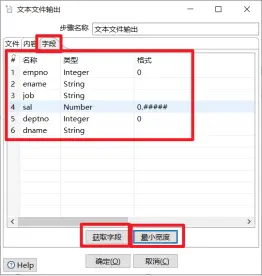 文本文件输出
步骤名称 文本文件输出
文件 内容 字段
# 名称 类型 格式
1 empno Integer 0
2 ename String
3 job String
4 sal Number 0.#####
5 deptno Integer 0
6 dname String
获取字段 最小宽度
确定(O) 取消(C)
Help